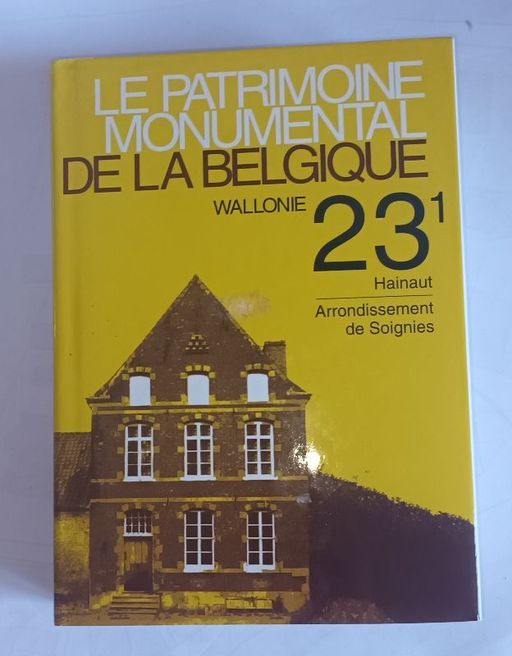 LE PATRIMOINE
MONUMENTAL
DE LA BELGIQUE
WALLONIE 23¹
Hainaut
Arrondissement
de Soignies